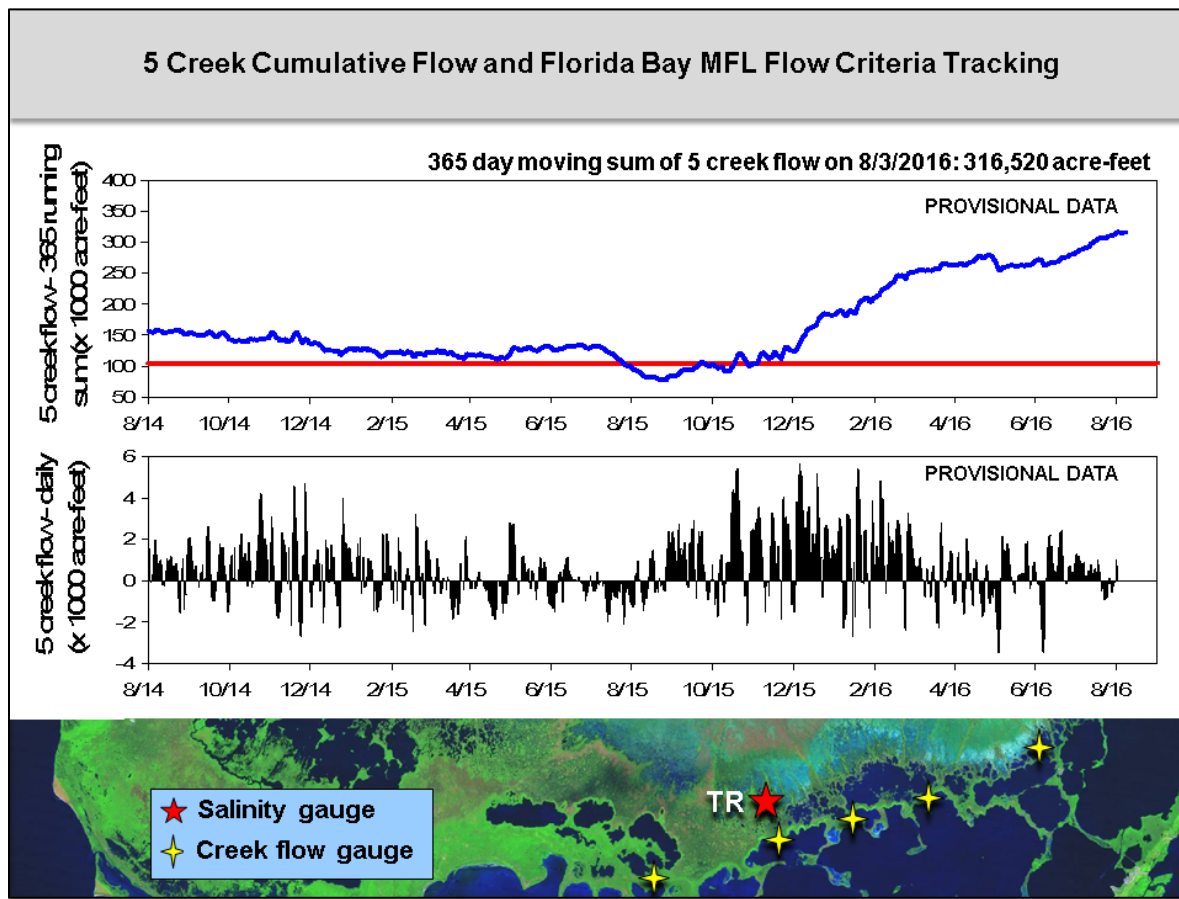 5 Creek Cumulative Flow and Florida Bay MFL Flow Criteria Tracking
365 day moving sum of 5 creek flow on 8/3/2016: 316,520 acre-feet
5 creek flow - 365 running
sum (x 1000 acre-feet)
400
350
300
250
200
150
100
50
PROVISIONAL DATA
8/14 10/14 12/14 2/15 4/15 6/15 8/15 10/15 12/15 2/16 4/16 6/16 8/16
5 creek flow - daily
(x 1000 acre-feet)
6
4
2
0
-2
-4
PROVISIONAL DATA
8/14 10/14 12/14 2/15 4/15 6/15 8/15 10/15 12/15 2/16 4/16 6/16 8/16
TR
Salinity gauge
Creek flow gauge